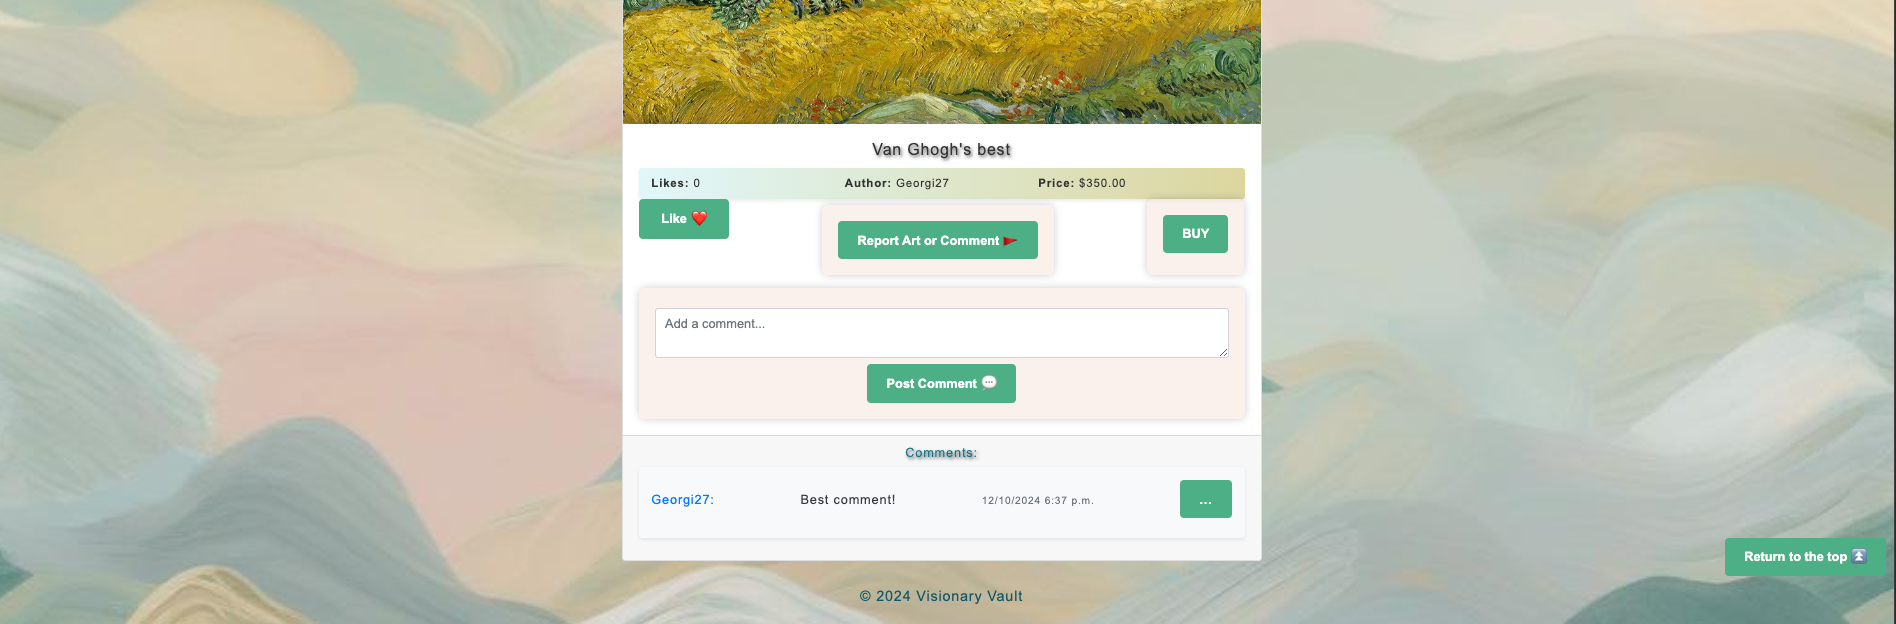 Van Ghogh's best
Likes: 0 Author: Georgi27 Price: $350.00
Like ❤️
Report Art or Comment 🚩
BUY
Add a comment...
Post Comment 💬
Comments:
Georgi27: Best comment! 12/10/2024 6:37 p.m. ...
Return to the top ⏫
© 2024 Visionary Vault